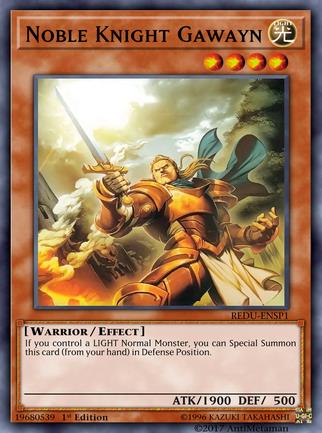 Noble Knight Gawayn
LIGHT
光
REDU-ENSP1
[Warrior / Effect]
If you control a LIGHT Normal Monster, you can Special Summon
this card (from your hand) in Defense Position.
ATK/1900 DEF/ 500
19680539 1st Edition ©1996 KAZUKI TAKAHASHI
©2017 AntiMetaman